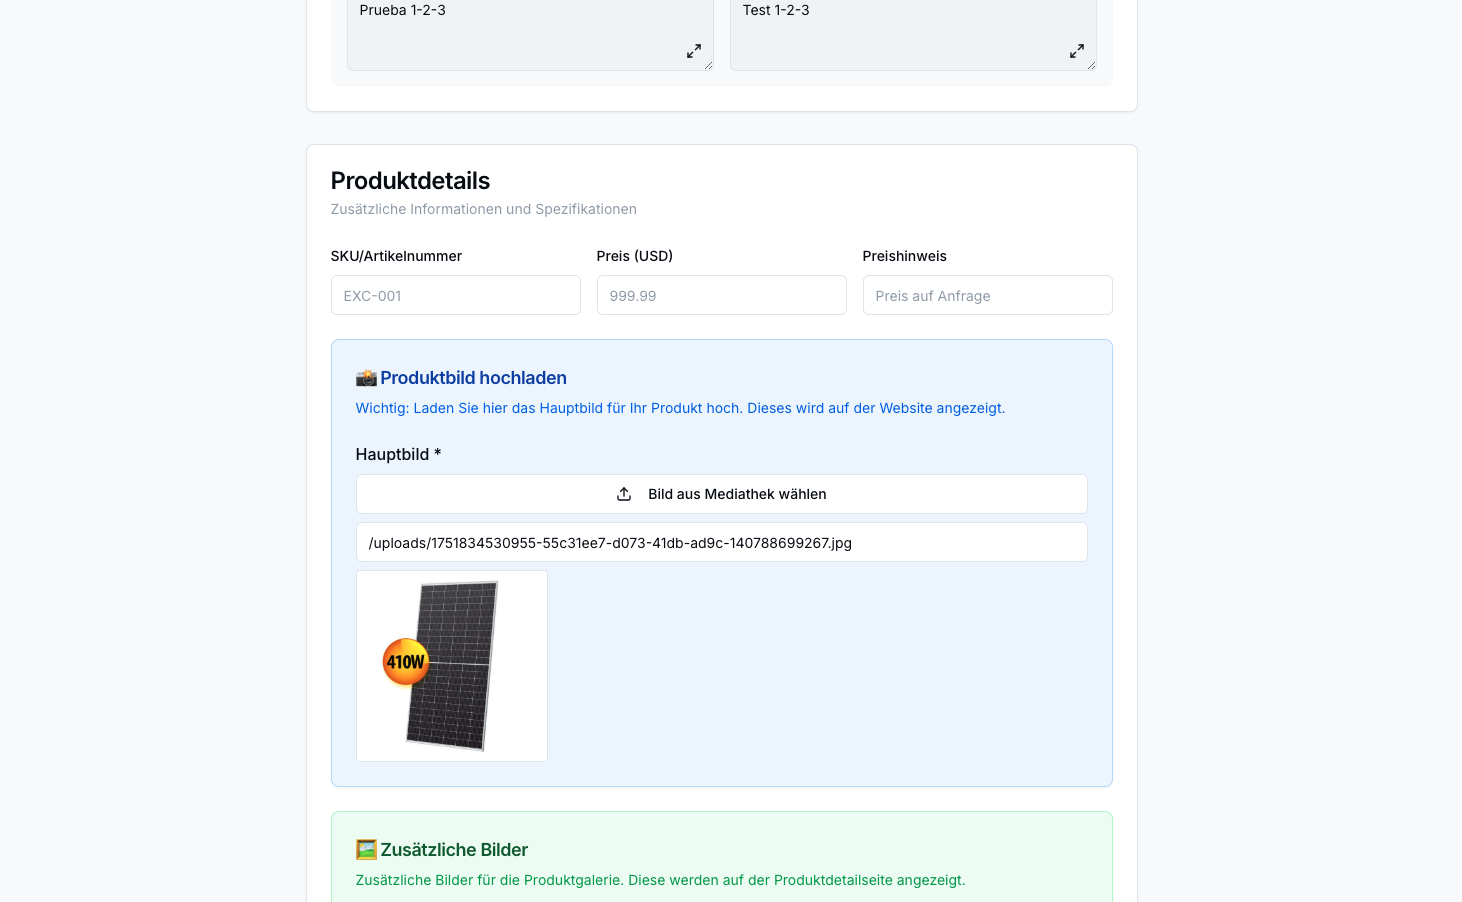 Prueba 1-2-3
Test 1-2-3
Produktdetails
Zusätzliche Informationen und Spezifikationen
SKU/Artikelnummer
Preis (USD)
Preishinweis
EXC-001
999.99
Preis auf Anfrage
Produktbild hochladen
Wichtig: Laden Sie hier das Hauptbild für Ihr Produkt hoch. Dieses wird auf der Website angezeigt.
Hauptbild *
Bild aus Mediathek wählen
/uploads/1751834530955-55c31ee7-d073-41db-ad9c-140788699267.jpg
410W
Zusätzliche Bilder
Zusätzliche Bilder für die Produktgalerie. Diese werden auf der Produktdetailseite angezeigt.